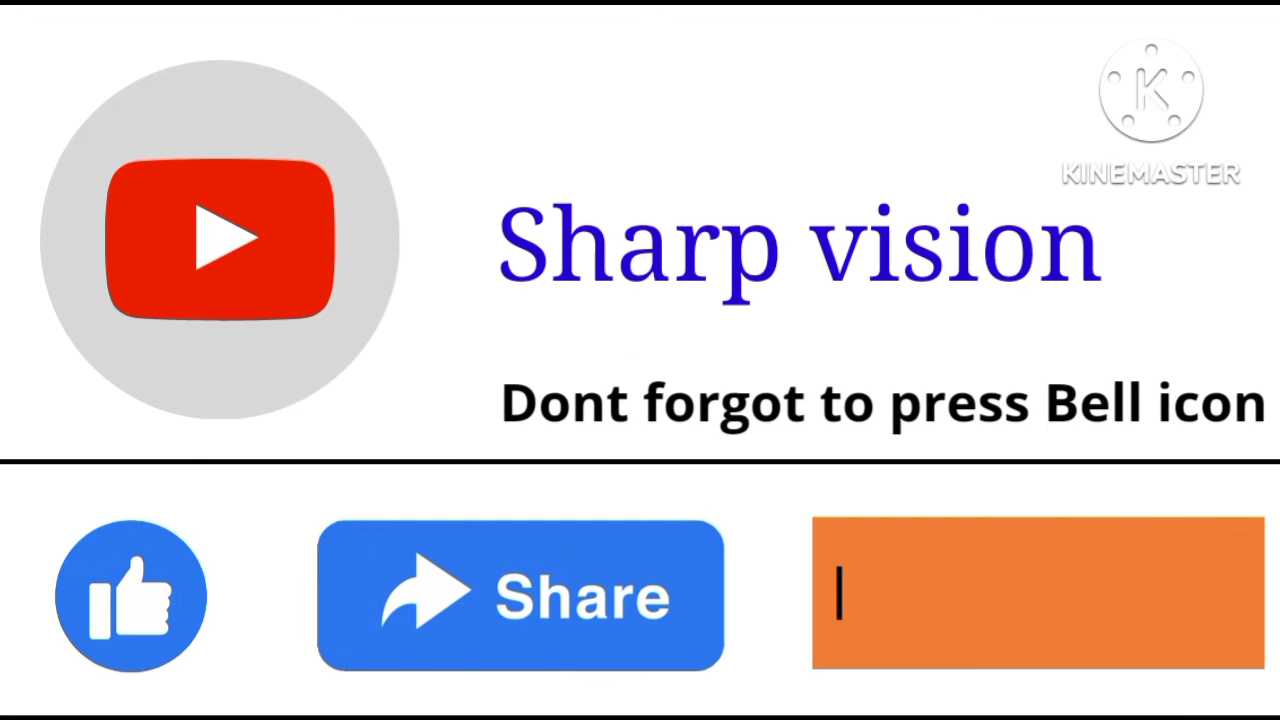 K
KINEMASTER
Sharp vision
Dont forgot to press Bell icon
Share